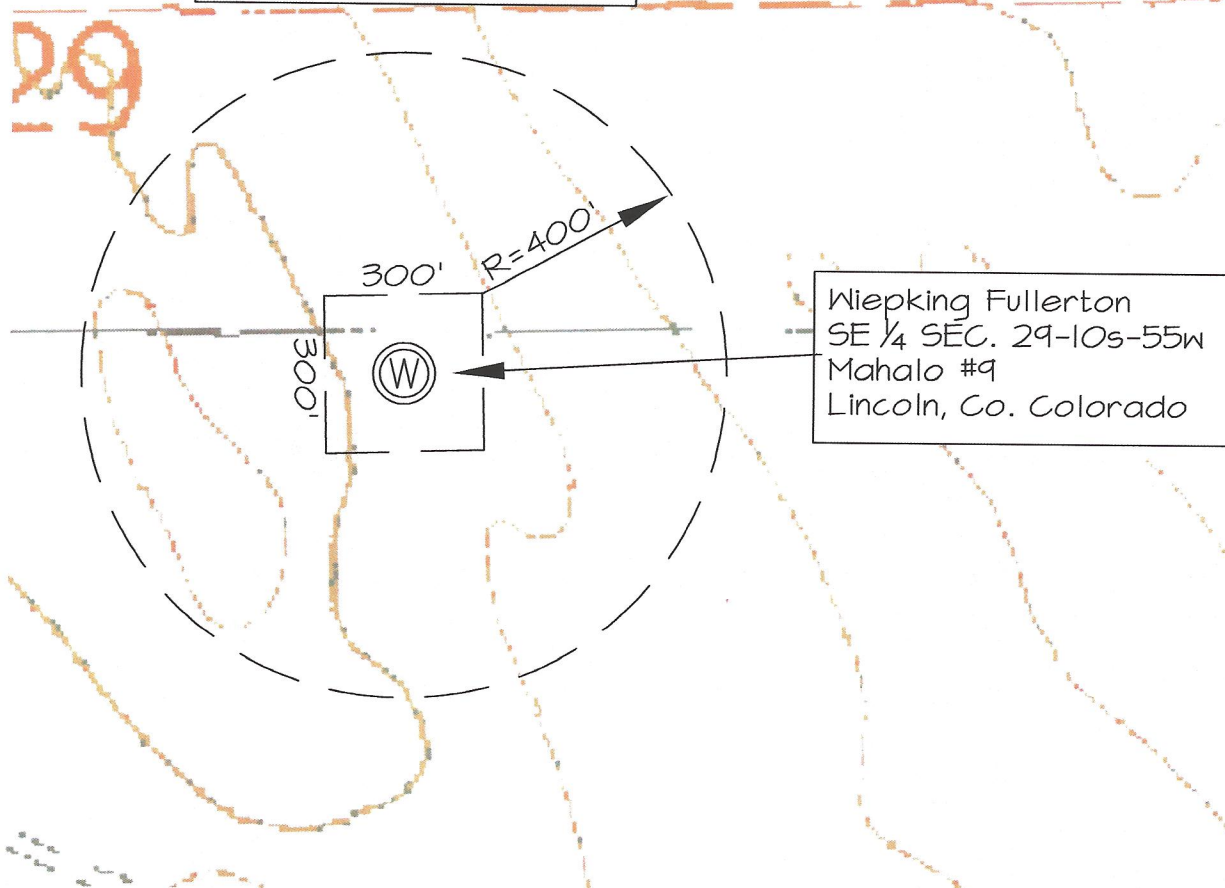 29
300'
R=400'
300'
W
Wiepking Fullerton
SE 1/4 SEC. 29-10s-55w
Mahalo #9
Lincoln, Co. Colorado